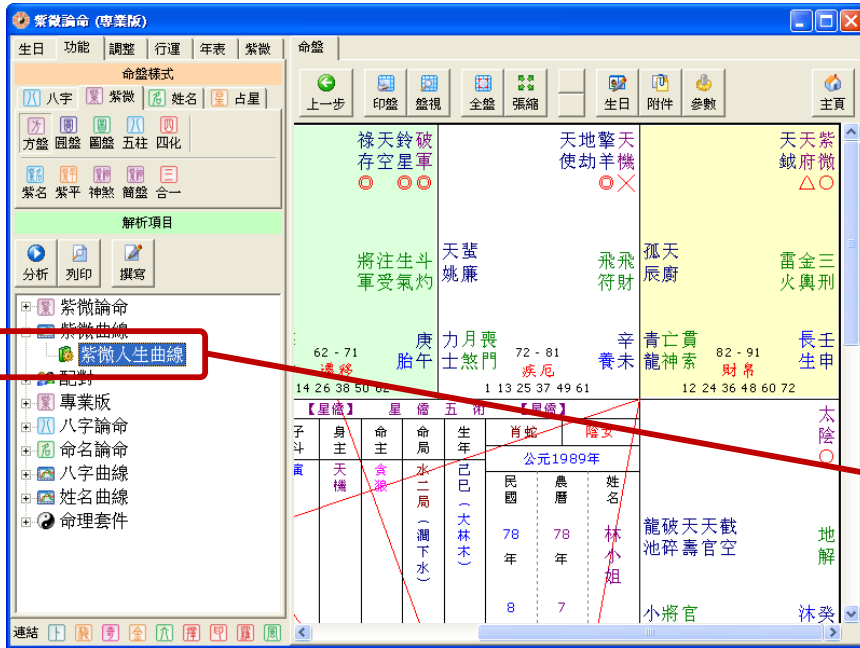 紫微論命 (專業版)
生日 功能 調整 行運 年表 紫微
命盤
命盤樣式
八字 紫微 姓名 占星
方盤 圓盤 圖盤 五柱 四化
紫名 紫平 神煞 簡盤 合一
解析項目
分析 列印 撰寫
上一步 印盤 盤視 全盤 張縮 生日 附件 參數 主頁
紫微論命
紫微曲線
紫微人生曲線
配對
專業版
八字論命
命名論命
八字曲線
姓名曲線
命理套件
連結
祿天鈴破
存空星軍
將注生斗
軍受氣灼
62 - 71
遷移
庚
胎午
14 26 38 50 62
天地擎天
使劫羊機
天蜚
姚廉
飛飛
符財
力月喪
士煞門
72 - 81
疾厄
辛
養未
1 13 25 37 49 61
天天紫
鉞府微
孤天
辰廚
雷金三
火輿刑
青亡貫
龍神索
82 - 91
財帛
長壬
生申
12 24 36 48 60 72
【星僑】 星僑五術 【星僑】
身主
天機
命主
貪狼
命局
水二局(澗下水)
生年
己巳(大林木)
肖蛇
陰女
公元1989年
民國
78
年
8
農曆
78
年
7
姓名
林小姐
太陰
龍破天天截
池碎壽官空
地解
小將官
沐癸